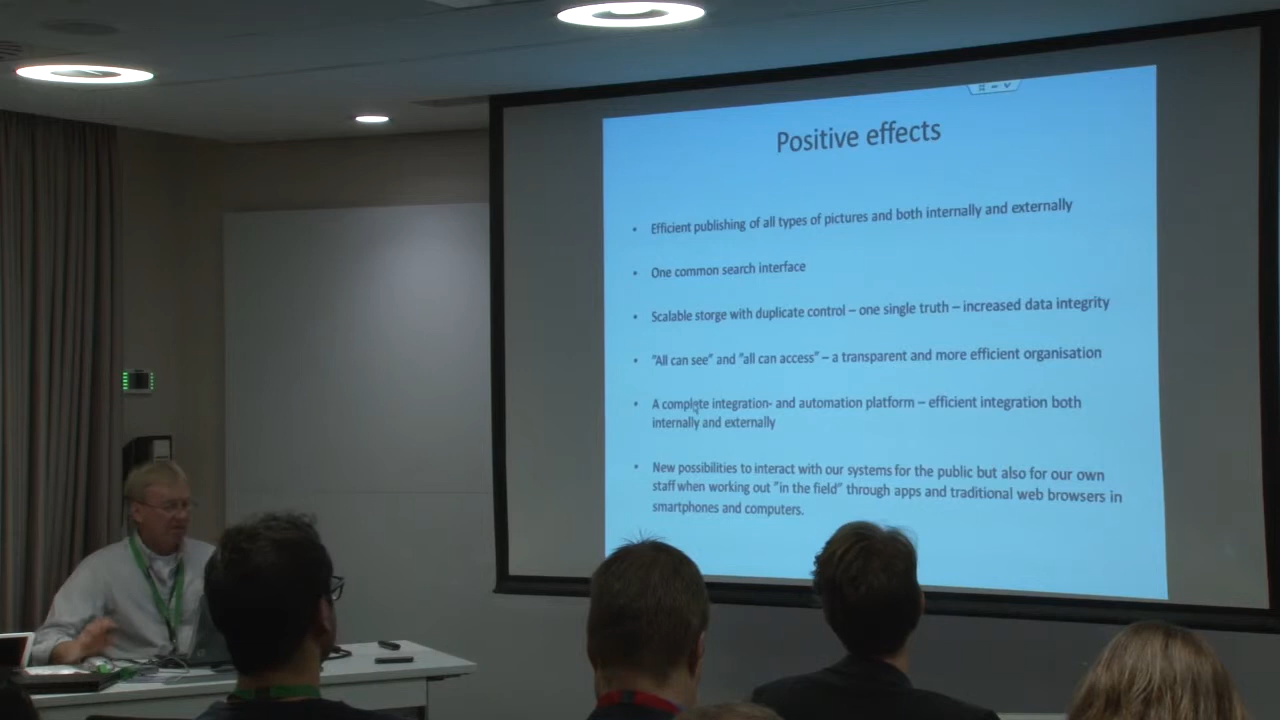 Positive effects
• Efficient publishing of all types of pictures and both internally and externally
• One common search interface
• Scalable storge with duplicate control – one single truth – increased data integrity
• ”All can see” and ”all can access” – a transparent and more efficient organisation
• A complete integration- and automation platform – efficient integration both
internally and externally
• New possibilities to interact with our systems for the public but also for our own
staff when working out ”in the field” through apps and traditional web browsers in
smartphones and computers.